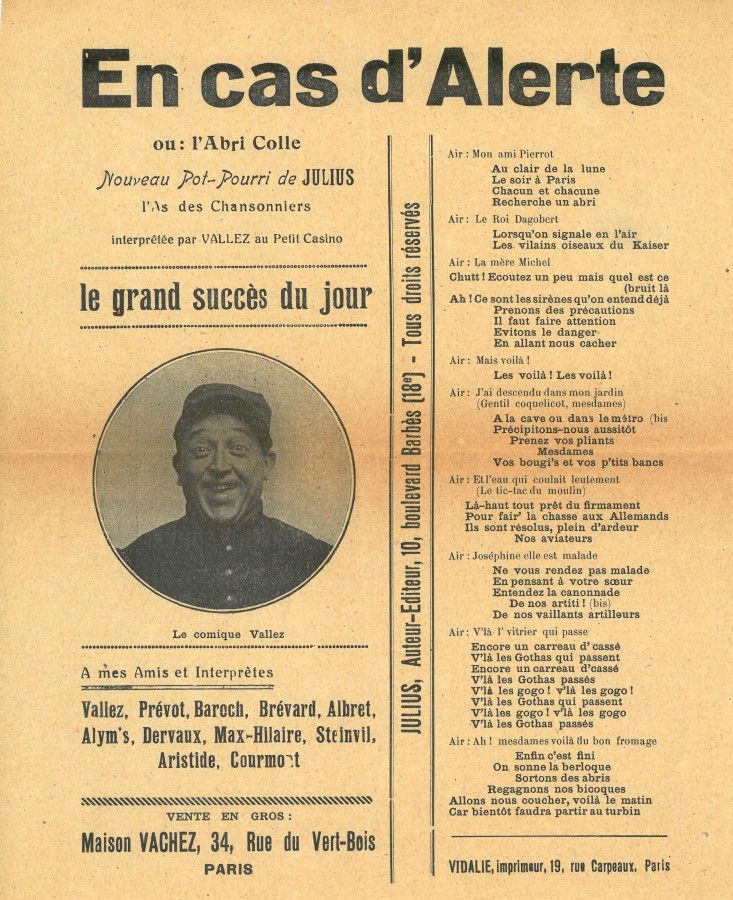 En cas d'Alerte
ou : l'Abri Colle
Nouveau Pot-Pourri de JULIUS
l'As des Chansonniers
interprétée par VALLEZ au Petit Casino
le grand succès du jour
Le comique Vallez
A mes Amis et Interprètes
Vallez, Prévot, Baroch, Brévard, Albret,
Alym's, Dervaux, Max-Hilaire, Steinvil,
Aristide, Courmont
VENTE EN GROS :
Maison VACHEZ, 34, Rue du Vert-Bois
PARIS
JULIUS, Auteur-Editeur, 10, boulevard Barbès (18e) - Tous droits réservés
Air : Mon ami Pierrot
Au clair de la lune
Le soir à Paris
Chacun et chacune
Recherche un abri
Air : Le Roi Dagobert
Lorsqu'on signale en l'air
Les vilains oiseaux du Kaiser
Air : La mère Michel
Chutt ! Ecoutez un peu mais quel est ce
(bruit là
Ah ! Ce sont les sirènes qu'on entend déjà
Prenons des précautions
Il faut faire attention
Evitons le danger
En allant nous cacher
Air : Mais voilà !
Les voilà ! Les voilà !
Air : J'ai descendu dans mon jardin
(Gentil coquelicot, mesdames)
A la cave ou dans le métro (bis
Précipitons-nous aussitôt
Prenez vos pliants
Mesdames
Vos bougi's et vos p'tits bancs
Air : Et l'eau qui coulait leutement
(Le tic-tac du moulin)
Là-haut tout prêt du firmament
Pour fair' la chasse aux Allemands
Ils sont résolus, plein d'ardeur
Nos aviateurs
Air : Joséphine elle est malade
Ne vous rendez pas malade
En pensant à votre sœur
Entendez la canonnade
De nos artiti ! (bis)
De nos vaillants artilleurs
Air : V'là l' vitrier qui passe
Encore un carreau d' cassé
V'là les Gothas qui passent
Encore un carreau d'cassé
V'là les Gothas passés
V'là les gogo ! v'là les gogo !
V'là les Gothas qui passent
V'là les gogo ! v'là les gogo
V'là les Gothas passés
Air : Ah ! mesdames voilà du bon fromage
Enfin c'est fini
On sonne la berloque
Sortons des abris
Regagnons nos bicoques
Allons nous coucher, voilà le matin
Car bientôt faudra partir au turbin
VIDALIE, imprimeur, 19, rue Carpeaux. Paris